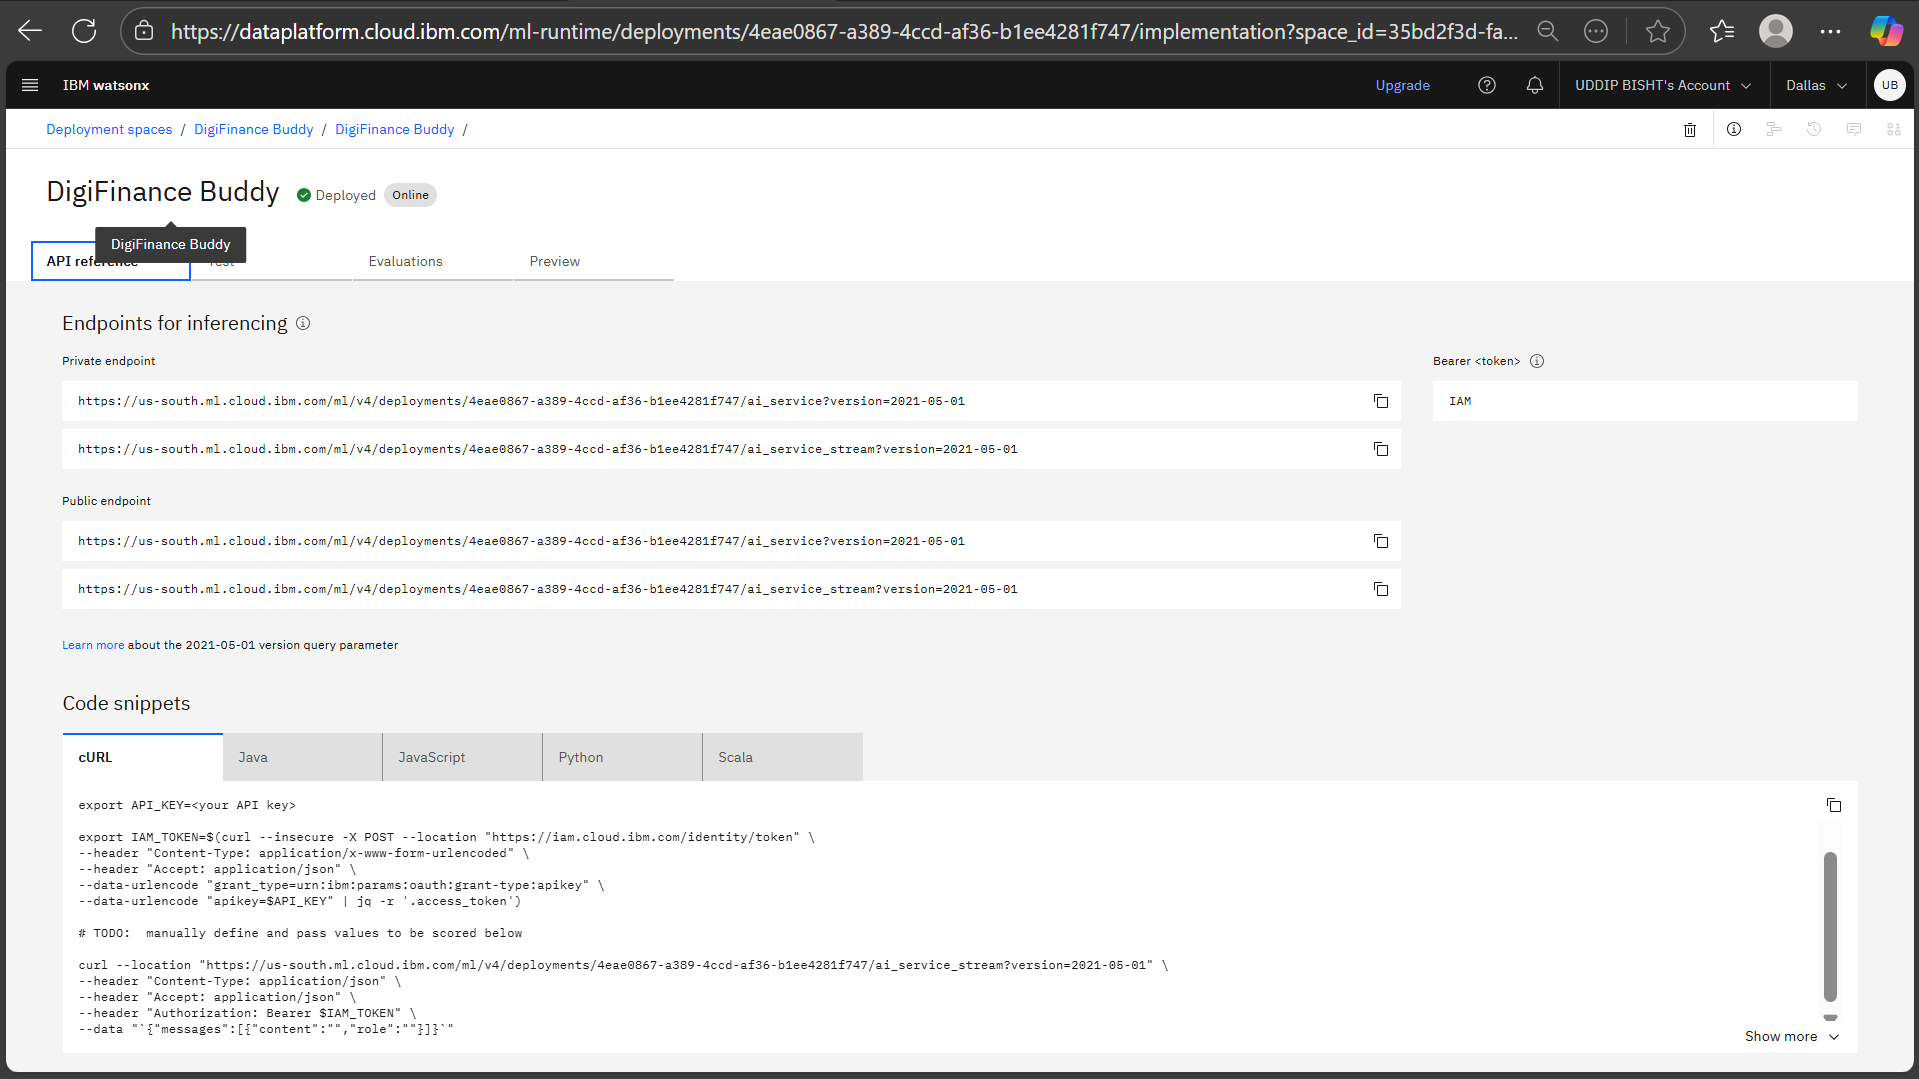 https://dataplatform.cloud.ibm.com/ml-runtime/deployments/4eae0867-a389-4ccd-af36-b1ee4281f747/implementation?space_id=35bd2f3d-fa...
IBM watsonx
Upgrade
UDDIP BISHT's Account
Dallas
UB
Deployment spaces / DigiFinance Buddy / DigiFinance Buddy /
DigiFinance Buddy
Deployed
Online
DigiFinance Buddy
API reference
Test
Evaluations
Preview
Endpoints for inferencing
Private endpoint
Bearer <token>
https://us-south.ml.cloud.ibm.com/ml/v4/deployments/4eae0867-a389-4ccd-af36-b1ee4281f747/ai_service?version=2021-05-01
IAM
https://us-south.ml.cloud.ibm.com/ml/v4/deployments/4eae0867-a389-4ccd-af36-b1ee4281f747/ai_service_stream?version=2021-05-01
Public endpoint
https://us-south.ml.cloud.ibm.com/ml/v4/deployments/4eae0867-a389-4ccd-af36-b1ee4281f747/ai_service?version=2021-05-01
https://us-south.ml.cloud.ibm.com/ml/v4/deployments/4eae0867-a389-4ccd-af36-b1ee4281f747/ai_service_stream?version=2021-05-01
Learn more about the 2021-05-01 version query parameter
Code snippets
cURL
Java
JavaScript
Python
Scala
export API_KEY=<your API key>
export IAM_TOKEN=$(curl --insecure -X POST --location "https://iam.cloud.ibm.com/identity/token" \
--header "Content-Type: application/x-www-form-urlencoded" \
--header "Accept: application/json" \
--data-urlencode "grant_type=urn:ibm:params:oauth:grant-type:apikey" \
--data-urlencode "apikey=$API_KEY" | jq -r '.access_token')
# TODO:  manually define and pass values to be scored below
curl --location "https://us-south.ml.cloud.ibm.com/ml/v4/deployments/4eae0867-a389-4ccd-af36-b1ee4281f747/ai_service_stream?version=2021-05-01" \
--header "Content-Type: application/json" \
--header "Accept: application/json" \
--header "Authorization: Bearer $IAM_TOKEN" \
--data "`{"messages":[{"content":"","role":""}]}`"
Show more